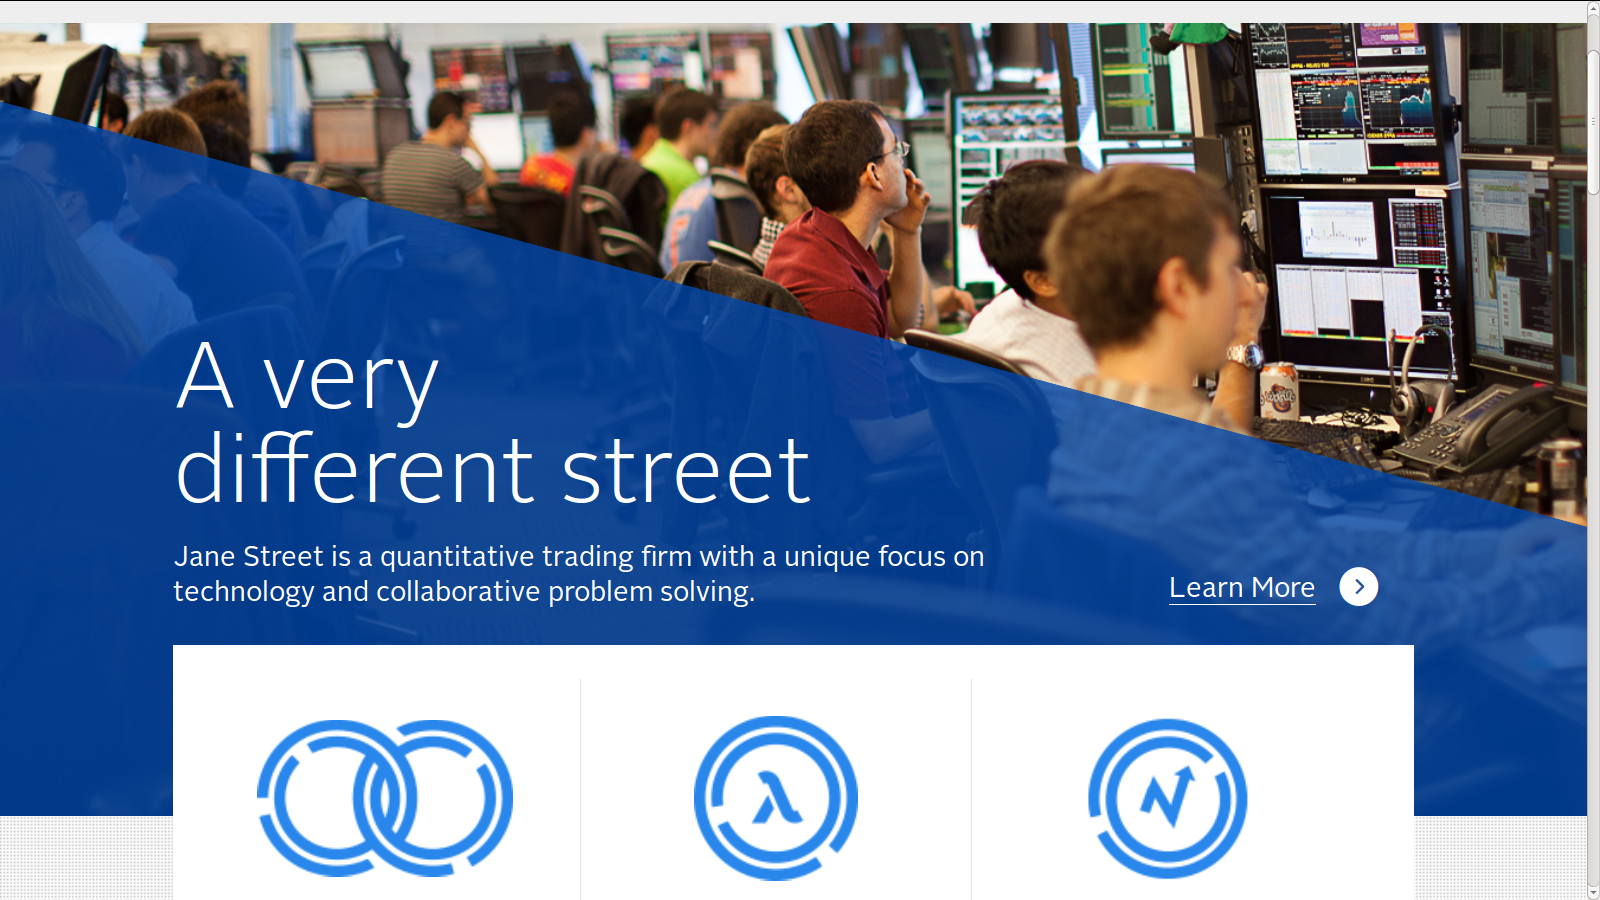 A very
different street
Jane Street is a quantitative trading firm with a unique focus on
technology and collaborative problem solving.
Learn More
λ